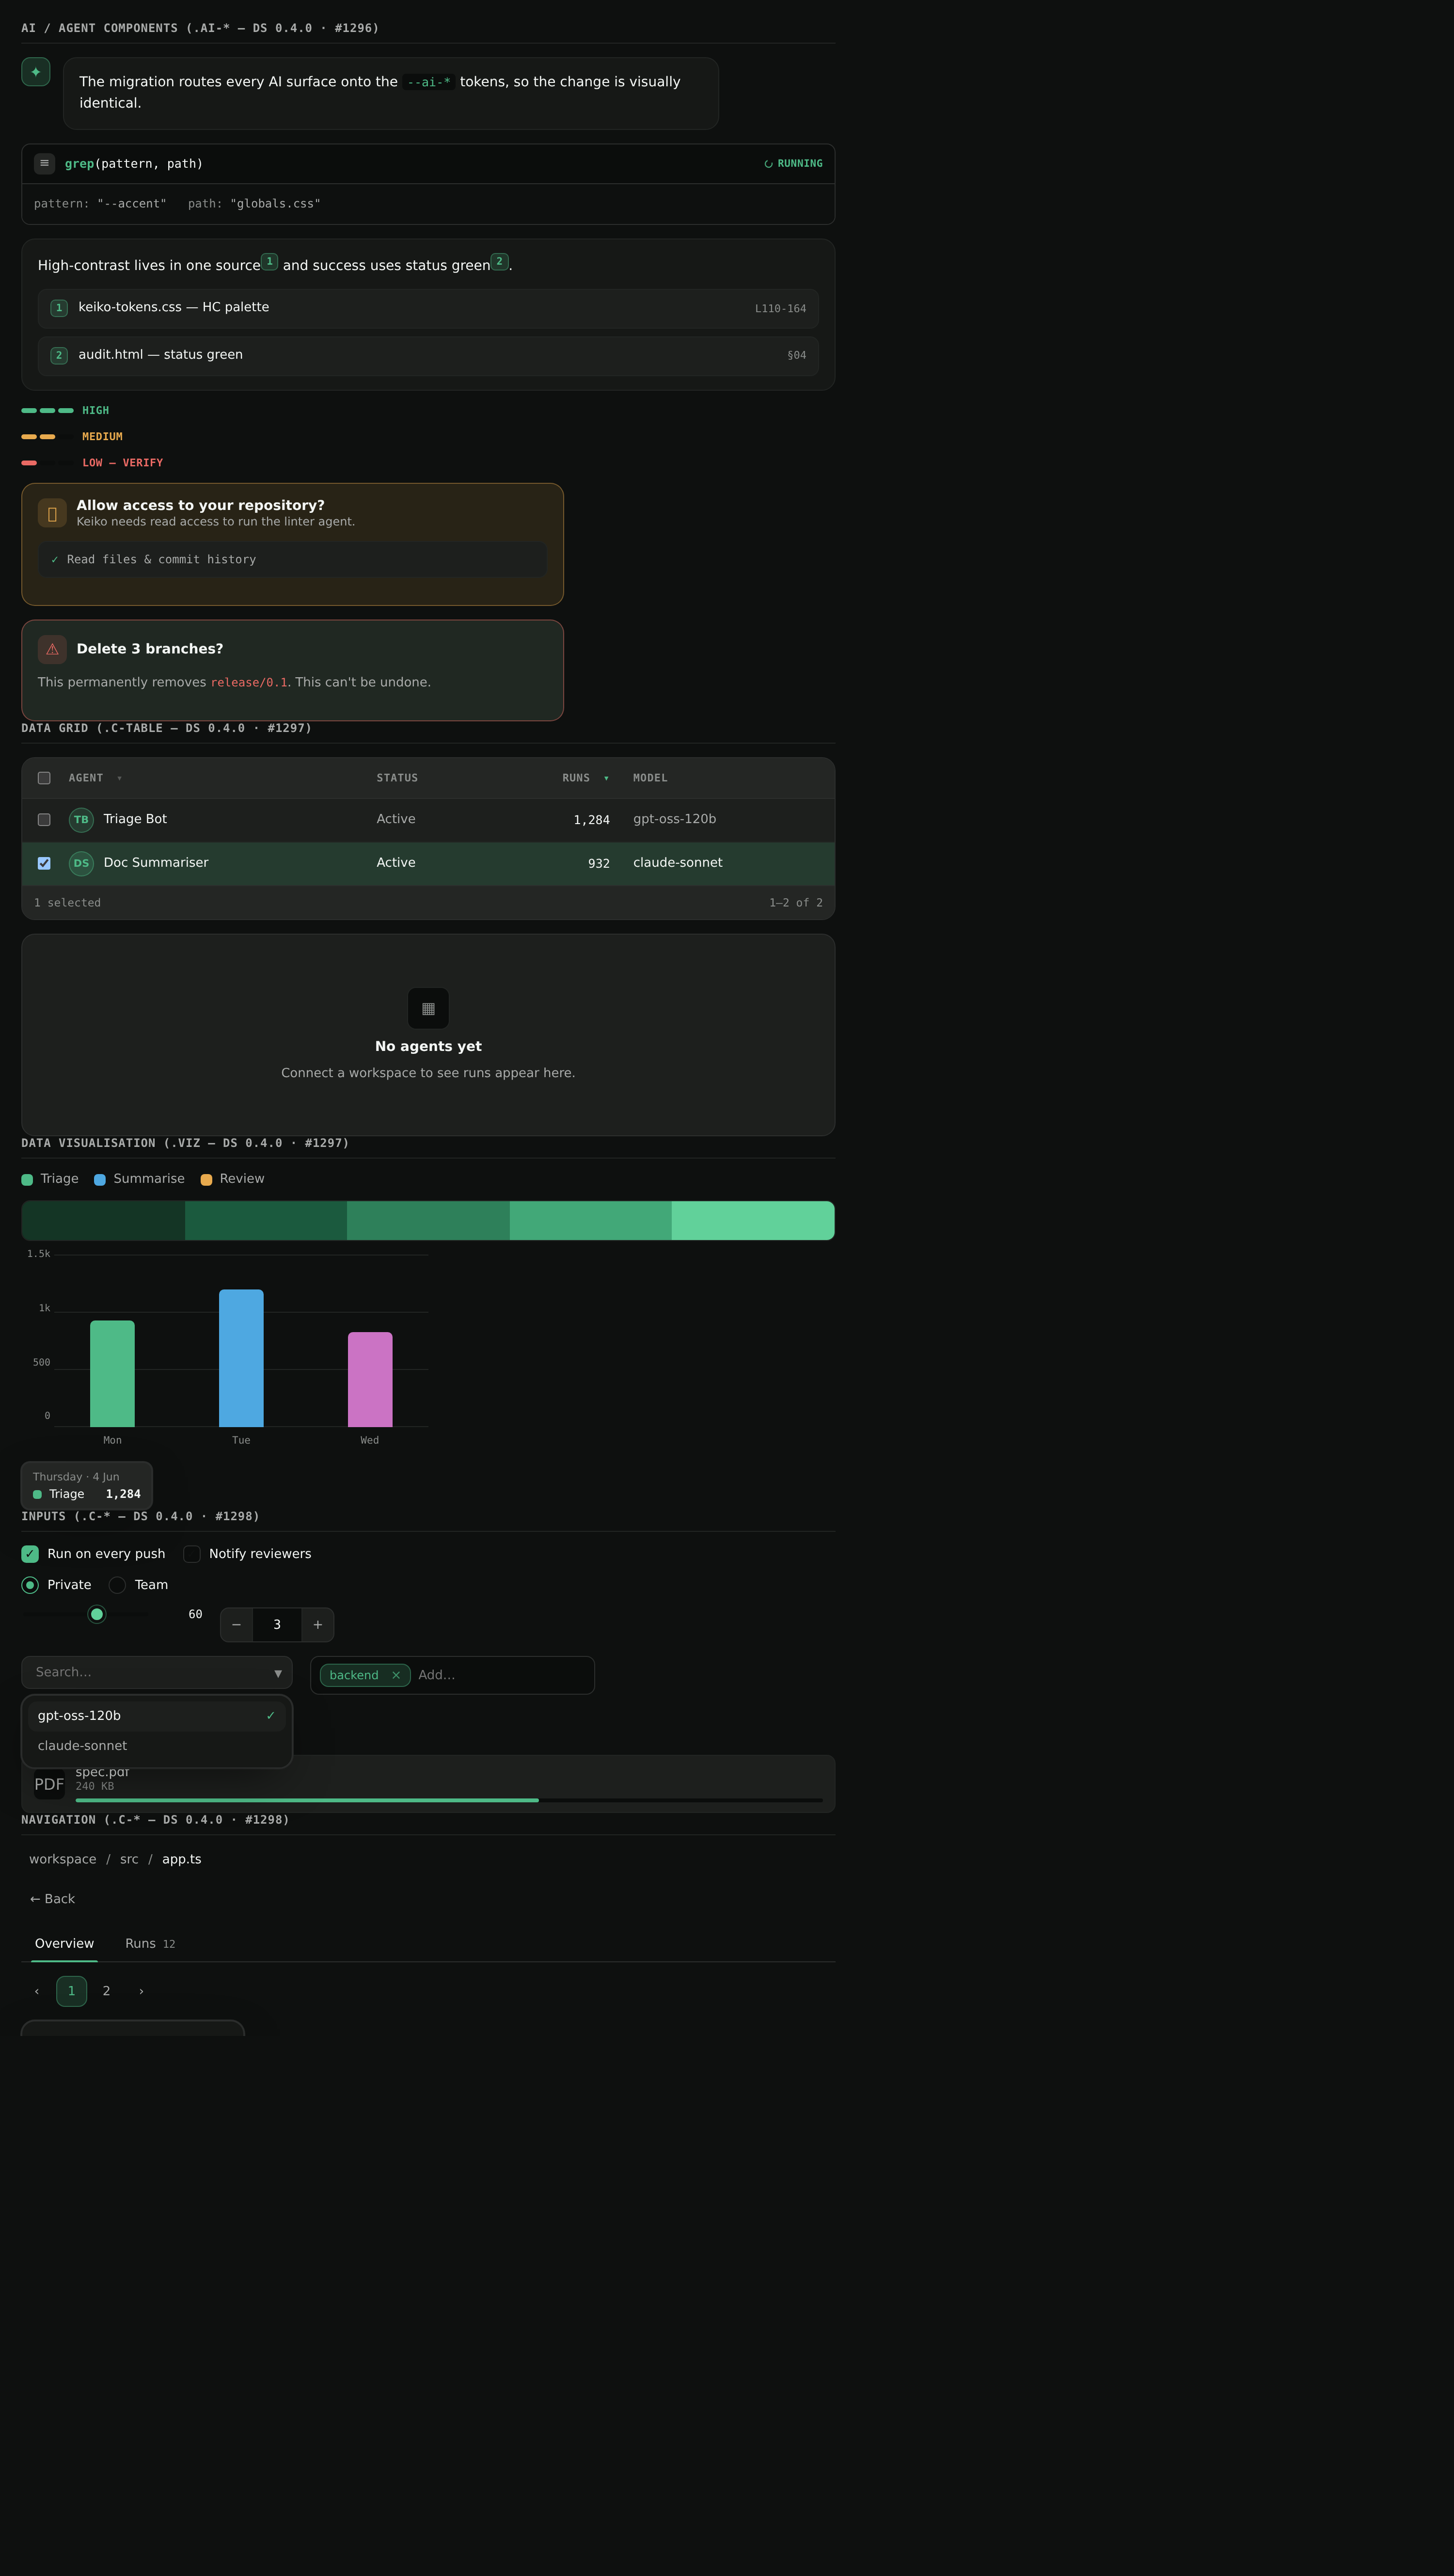 AI / AGENT COMPONENTS (.AI-* — DS 0.4.0 · #1296)
✦
The migration routes every AI surface onto the --ai-* tokens, so the change is visually
identical.
≡ grep(pattern, path) RUNNING
pattern: "--accent" path: "globals.css"
High-contrast lives in one source 1 and success uses status green 2.
1 keiko-tokens.css — HC palette L110-164
2 audit.html — status green §04
HIGH
MEDIUM
LOW — VERIFY
Allow access to your repository?
Keiko needs read access to run the linter agent.
✓ Read files & commit history
⚠ Delete 3 branches?
This permanently removes release/0.1. This can't be undone.
DATA GRID (.C-TABLE — DS 0.4.0 · #1297)
AGENT ▾ STATUS RUNS ▾ MODEL
TB Triage Bot Active 1,284 gpt-oss-120b
DS Doc Summariser Active 932 claude-sonnet
1 selected 1–2 of 2
▦
No agents yet
Connect a workspace to see runs appear here.
DATA VISUALISATION (.VIZ — DS 0.4.0 · #1297)
Triage Summarise Review
1.5k
1k
500
0
Mon Tue Wed
Thursday · 4 Jun
Triage 1,284
INPUTS (.C-* — DS 0.4.0 · #1298)
✓ Run on every push Notify reviewers
Private Team
60 − 3 +
Search… ▾ backend × Add…
gpt-oss-120b ✓
claude-sonnet
spec.pdf
PDF
240 KB
NAVIGATION (.C-* — DS 0.4.0 · #1298)
workspace / src / app.ts
← Back
Overview Runs 12
‹ 1 2 ›